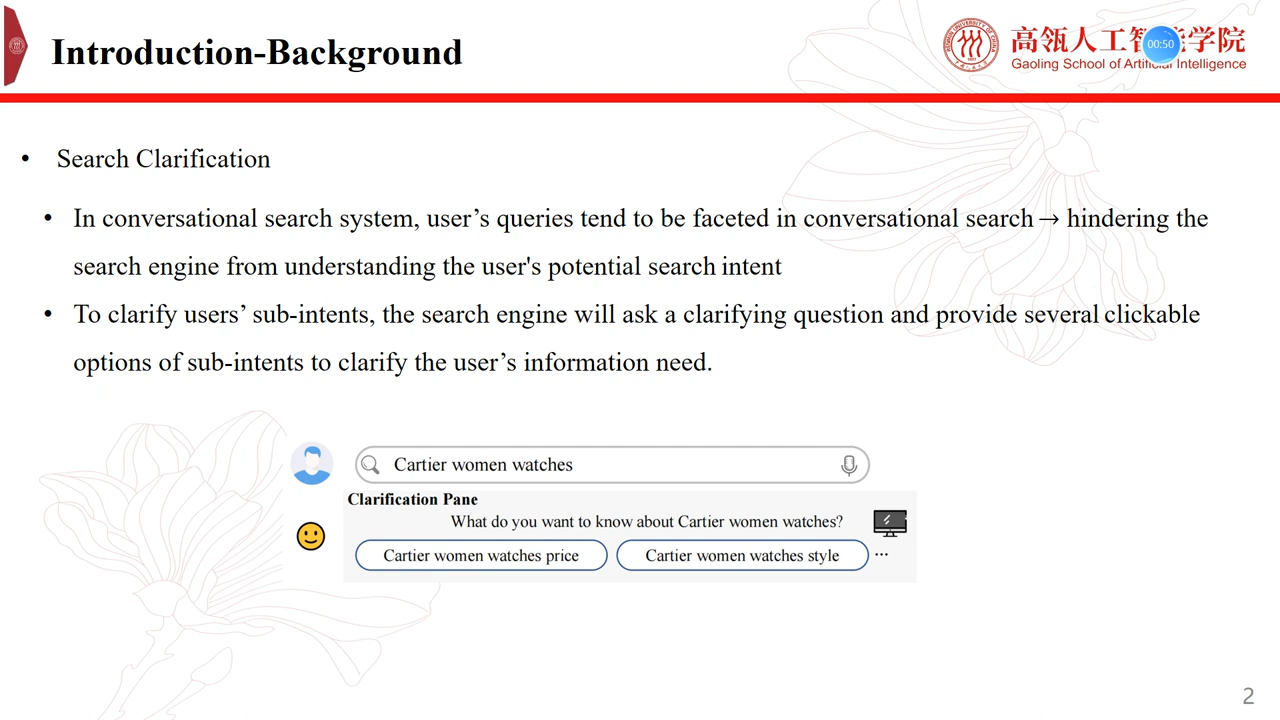 Introduction-Background
高瓴人工智能学院
Gaoling School of Artificial Intelligence
00:50
• Search Clarification
• In conversational search system, user’s queries tend to be faceted in conversational search → hindering the
search engine from understanding the user's potential search intent
• To clarify users’ sub-intents, the search engine will ask a clarifying question and provide several clickable
options of sub-intents to clarify the user’s information need.
Cartier women watches
Clarification Pane
What do you want to know about Cartier women watches?
Cartier women watches price Cartier women watches style ...
2